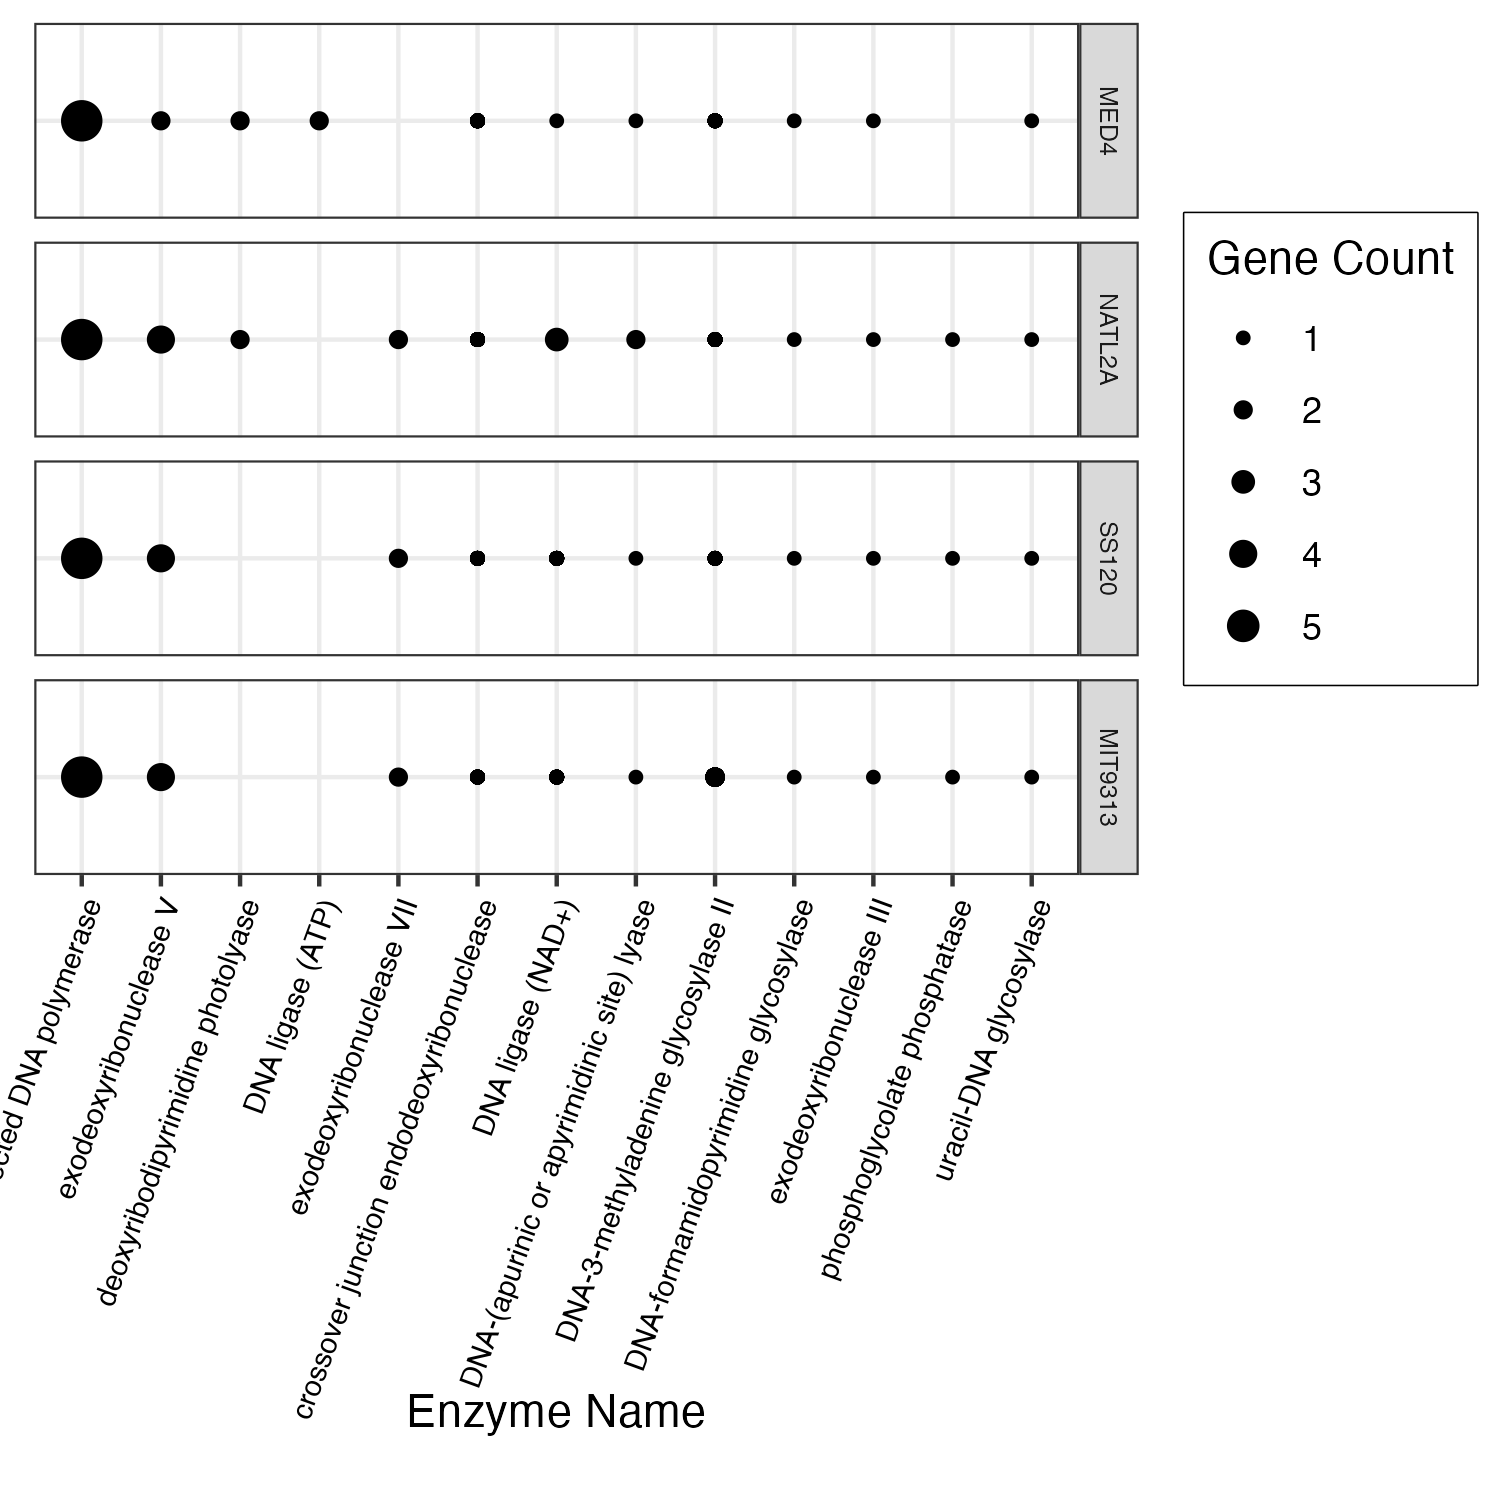 MED4
NATL2A
SS120
MIT9313
Gene Count
1
2
3
4
5
DNA polymerase
exodeoxyribonuclease V
deoxyribodipyrimidine photolyase
DNA ligase (ATP)
exodeoxyribonuclease VII
crossover junction endodeoxyribonuclease
DNA ligase (NAD+)
DNA-(apurinic or apyrimidinic site) lyase
DNA-3-methyladenine glycosylase II
DNA-formamidopyrimidine glycosylase
exodeoxyribonuclease III
phosphoglycolate phosphatase
uracil-DNA glycosylase
Enzyme Name